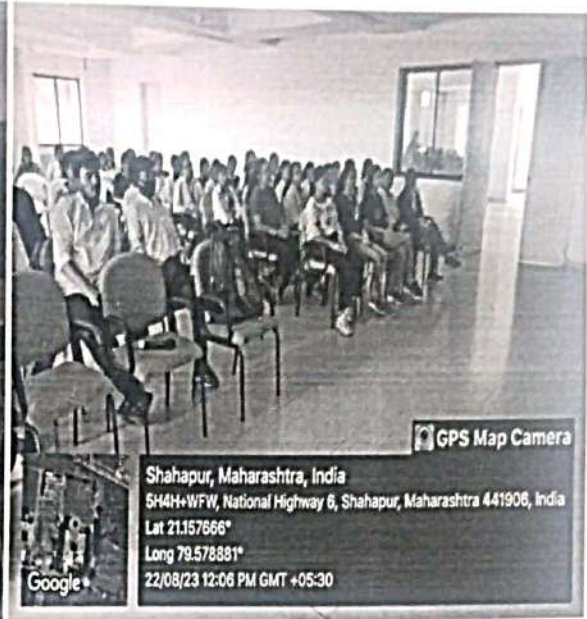 GPS Map Camera
Shahapur, Maharashtra, India
5H4H+WFW, National Highway 6, Shahapur, Maharashtra 441906, India
Lat 21.157666°
Long 79.578881°
22/08/23 12:06 PM GMT +05:30
Google